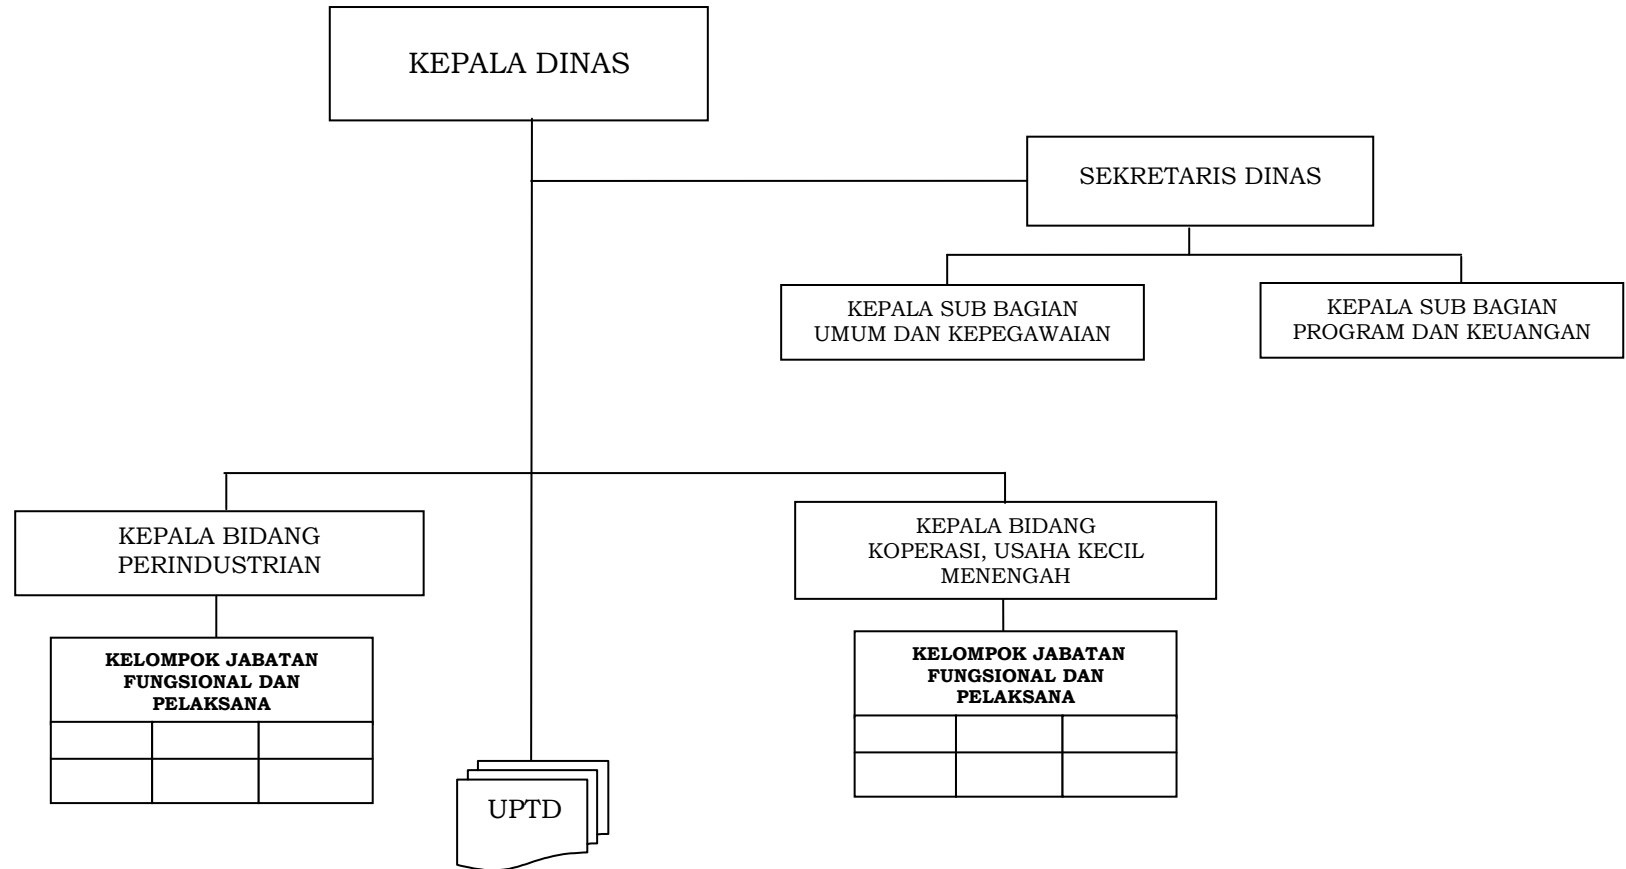 KEPALA DINAS
SEKRETARIS DINAS
KEPALA SUB BAGIAN
UMUM DAN KEPEGAWAIAN
KEPALA SUB BAGIAN
PROGRAM DAN KEUANGAN
KEPALA BIDANG
PERINDUSTRIAN
KEPALA BIDANG
KOPERASI, USAHA KECIL
MENENGAH
KELOMPOK JABATAN
FUNGSIONAL DAN
PELAKSANA
KELOMPOK JABATAN
FUNGSIONAL DAN
PELAKSANA
UPTD